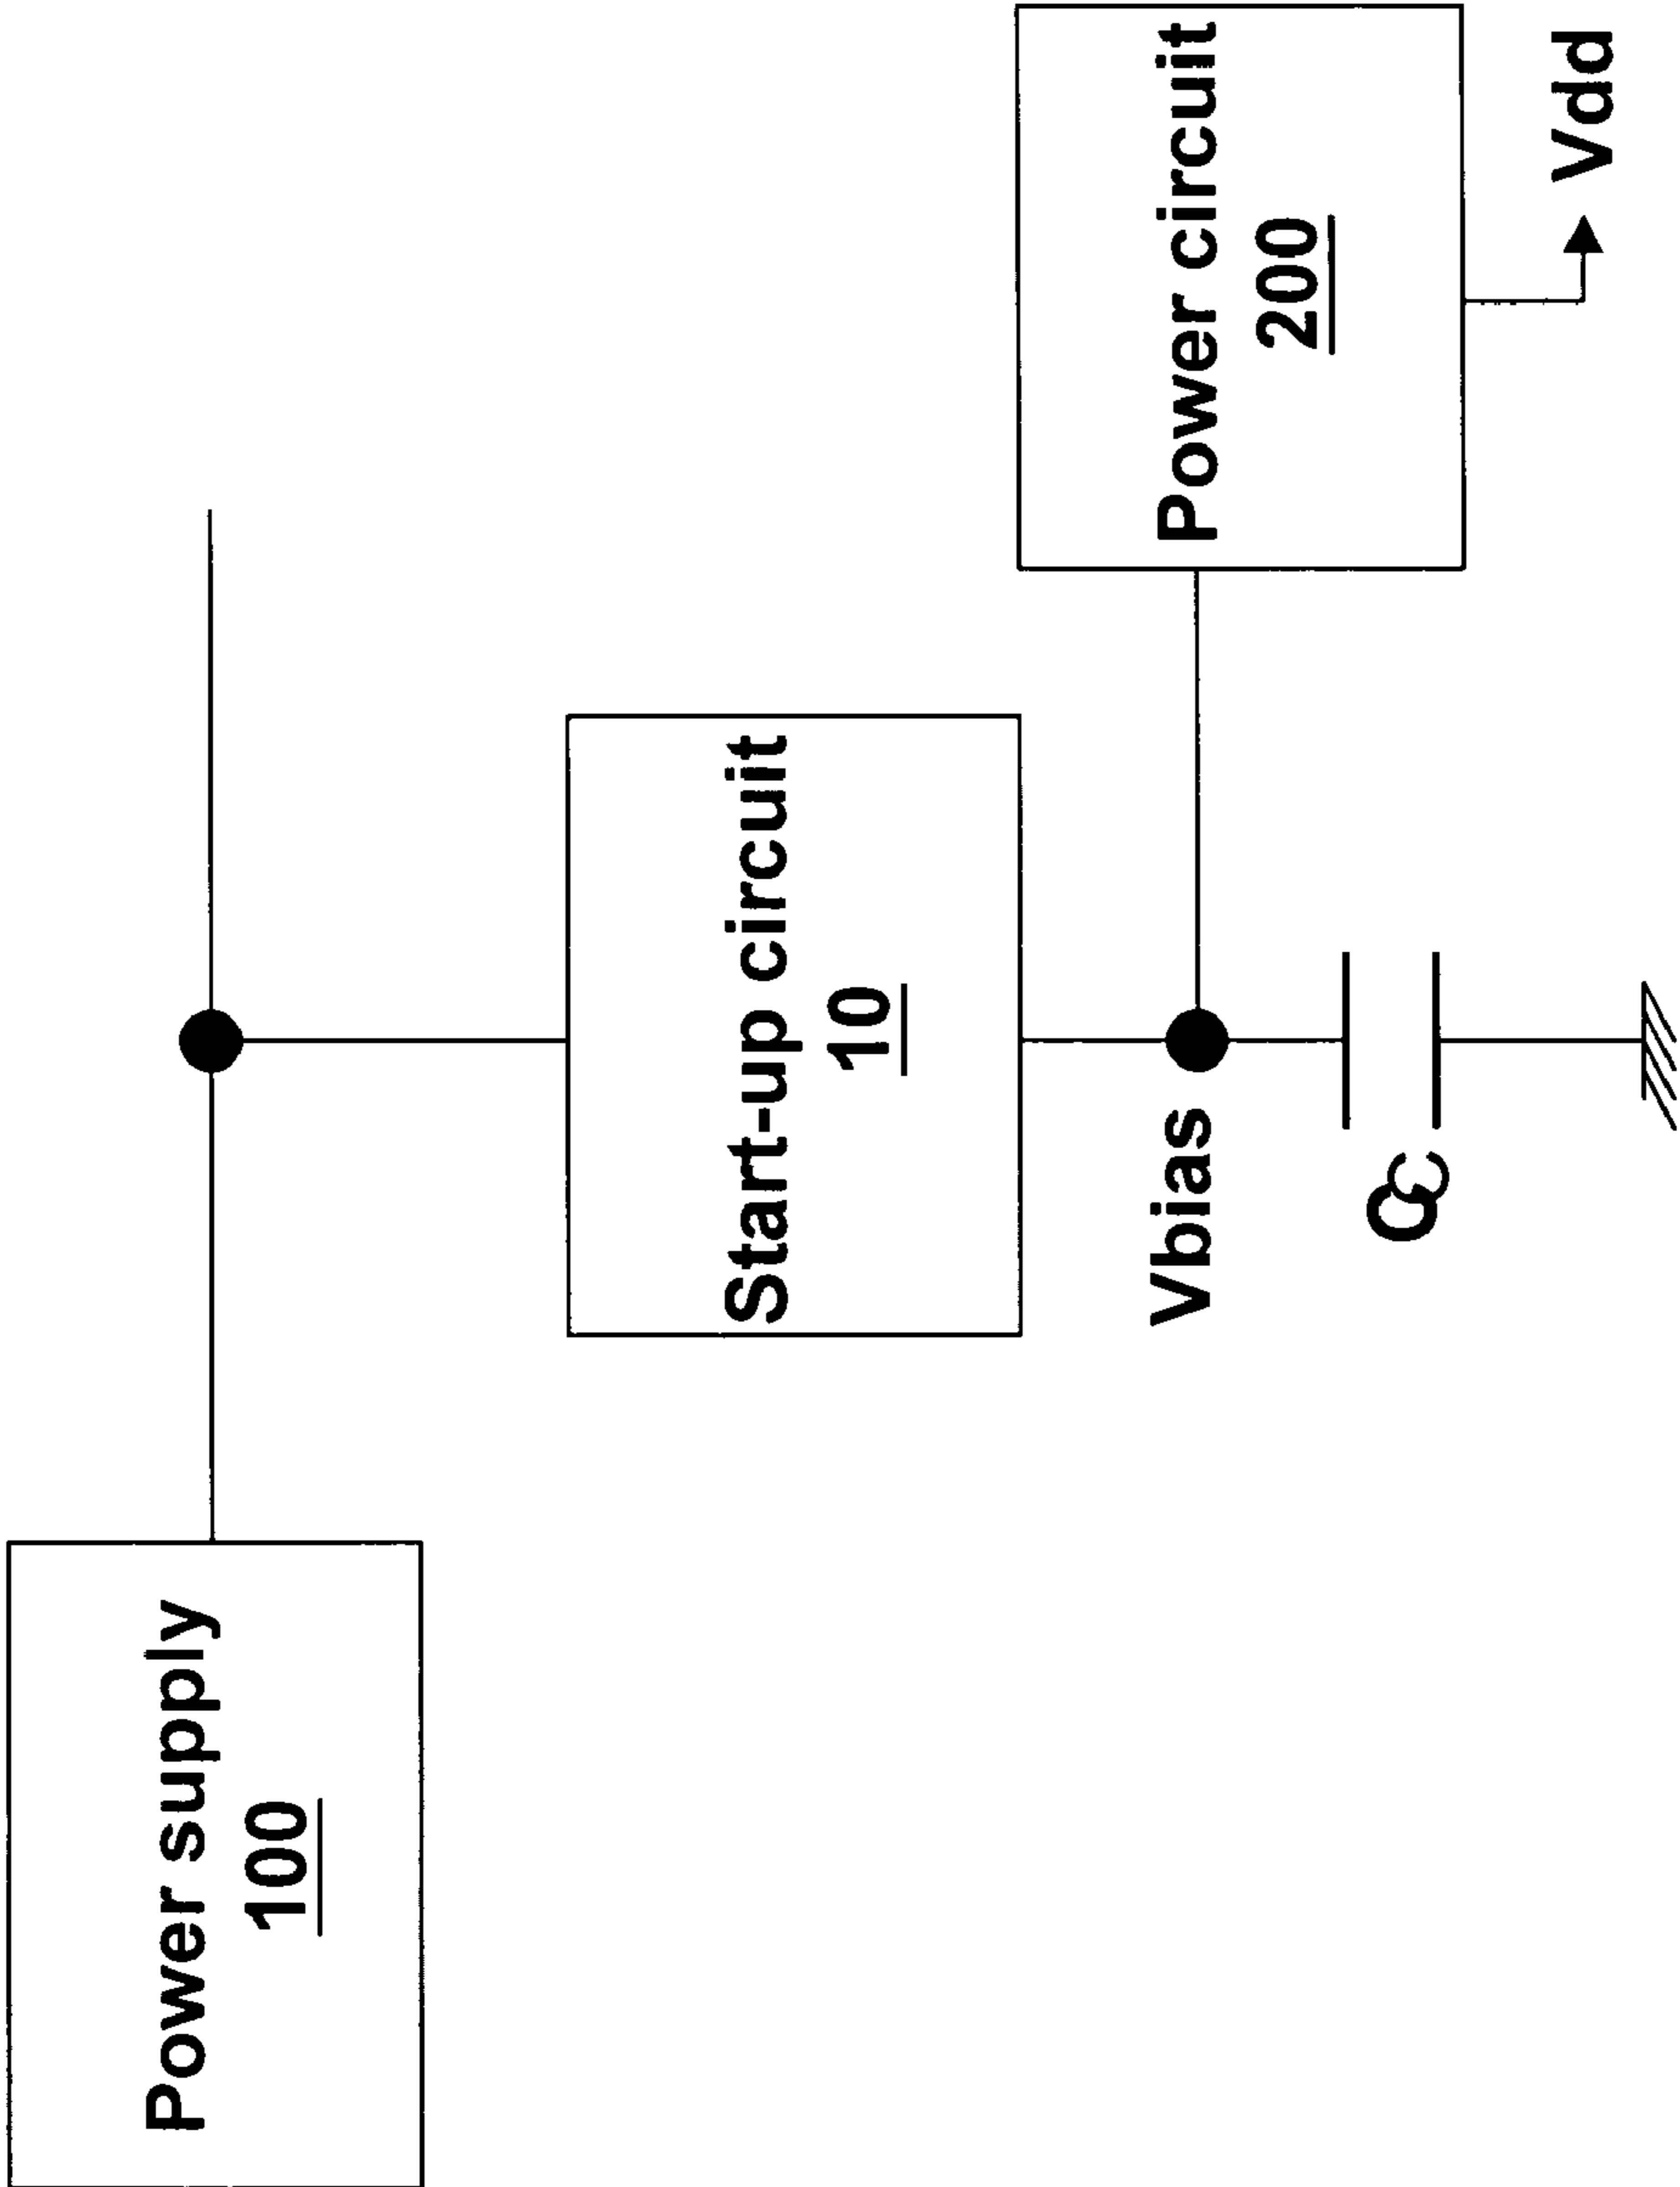 Power supply
100
Start-up circuit
10
Vbias
Power circuit
200
Vdd